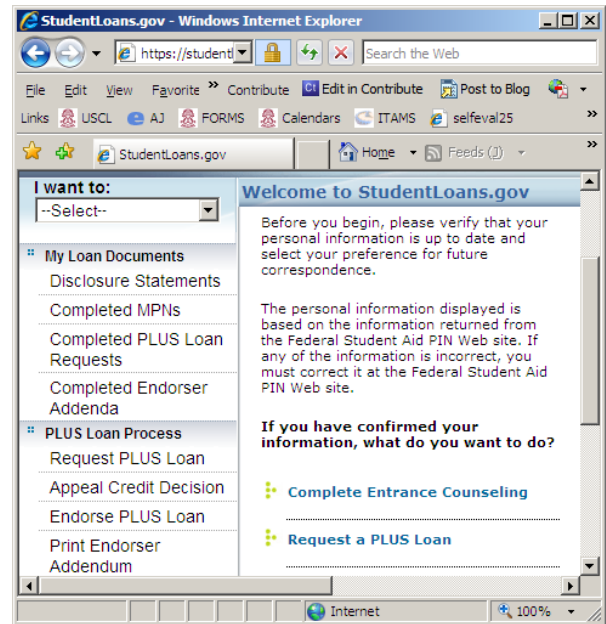 StudentLoans.gov - Windows Internet Explorer
https://studentl
Search the Web
File Edit View Favorite » Contribute Ct Edit in Contribute Post to Blog
Links USCL AJ FORMS Calendars ITAMS selfeval25 »
StudentLoans.gov Home Feeds (J) »
I want to:
--Select--
My Loan Documents
Disclosure Statements
Completed MPNs
Completed PLUS Loan
Requests
Completed Endorser
Addenda
PLUS Loan Process
Request PLUS Loan
Appeal Credit Decision
Endorse PLUS Loan
Print Endorser
Addendum
Welcome to StudentLoans.gov
Before you begin, please verify that your
personal information is up to date and
select your preference for future
correspondence.
The personal information displayed is
based on the information returned from
the Federal Student Aid PIN Web site. If
any of the information is incorrect, you
must correct it at the Federal Student Aid
PIN Web site.
If you have confirmed your
information, what do you want to do?
Complete Entrance Counseling
Request a PLUS Loan
Internet 100%